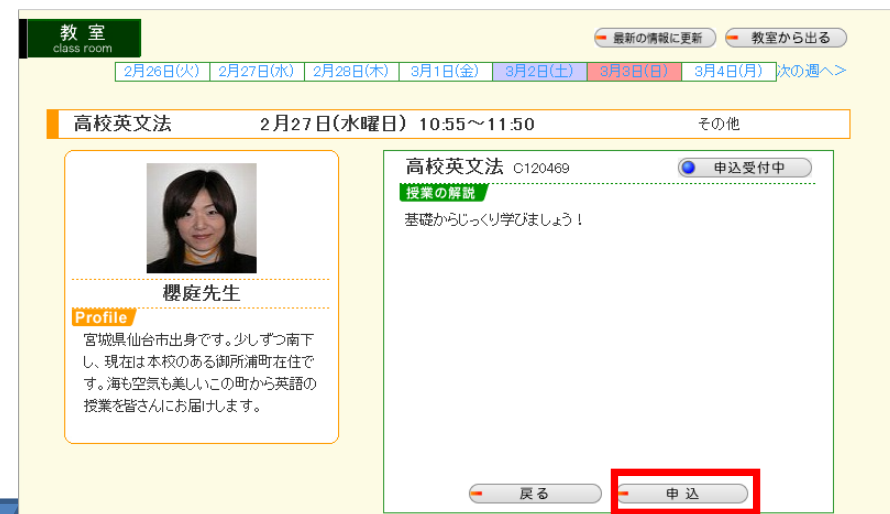 教 室
class room
最新の情報に更新
教室から出る
2月26日(火) 2月27日(水) 2月28日(木) 3月1日(金) 3月2日(土) 3月3日(日) 3月4日(月) 次の週へ>
高校英文法 2月27日(水曜日) 10:55～11:50 その他
櫻庭先生
Profile
宮城県仙台市出身です。少しずつ南下
し、現在は本校のある御所浦町在住で
す。海も空気も美しいこの町から英語の
授業を皆さんにお届けします。
高校英文法 C120469 申込受付中
授業の解説
基礎からじっくり学びましょう！
戻る
申込